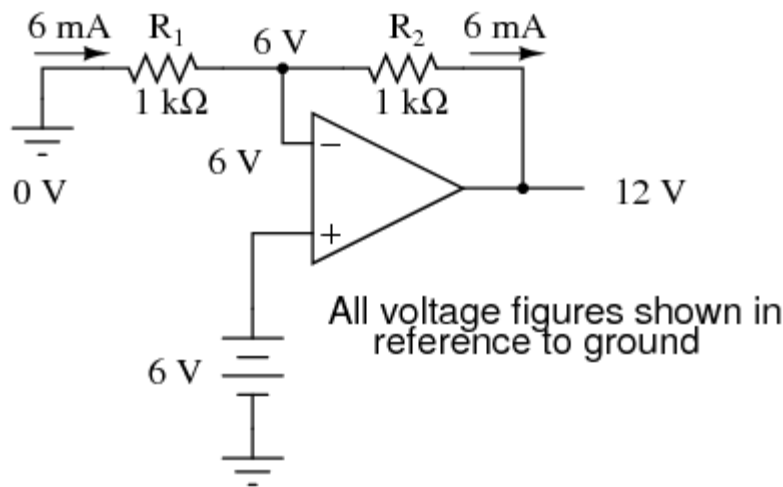 6 mA R₁ 6 V R₂ 6 mA
1 kΩ 1 kΩ
6 V −
0 V 12 V
+
All voltage figures shown in
reference to ground
6 V